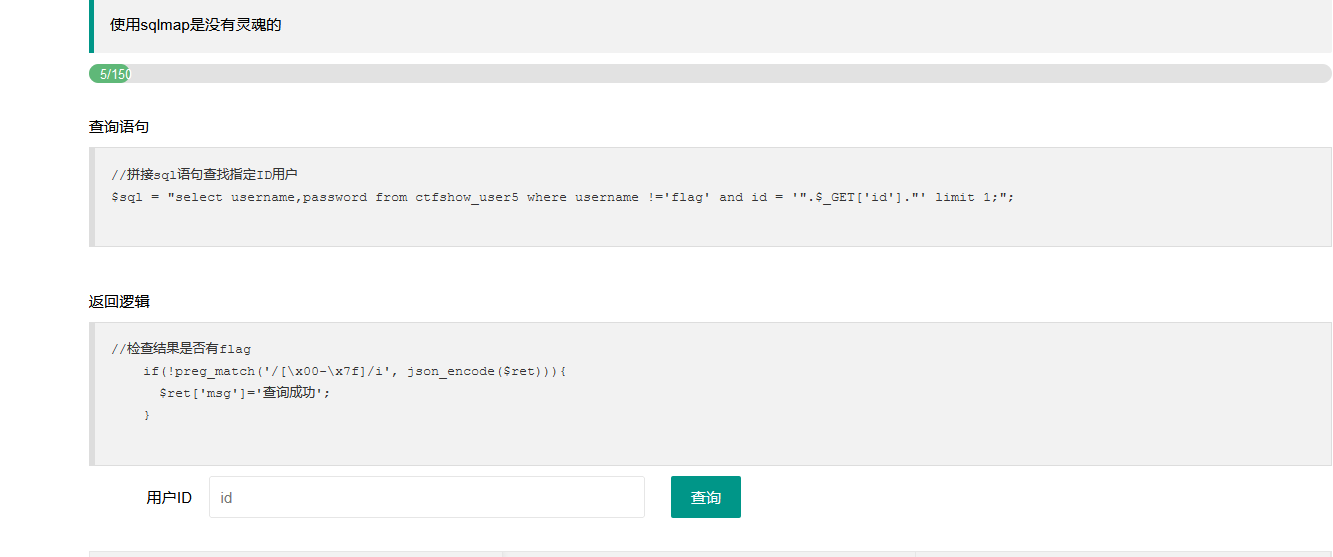 使用sqlmap是没有灵魂的
5/150
查询语句
//拼接sql语句查找指定ID用户
$sql = "select username,password from ctfshow_user5 where username !='flag' and id = '".$_GET['id']."' limit 1;";
返回逻辑
//检查结果是否有flag
    if(!preg_match('/[\x00-\x7f]/i', json_encode($ret))){
      $ret['msg']='查询成功';
    }
用户ID id 查询